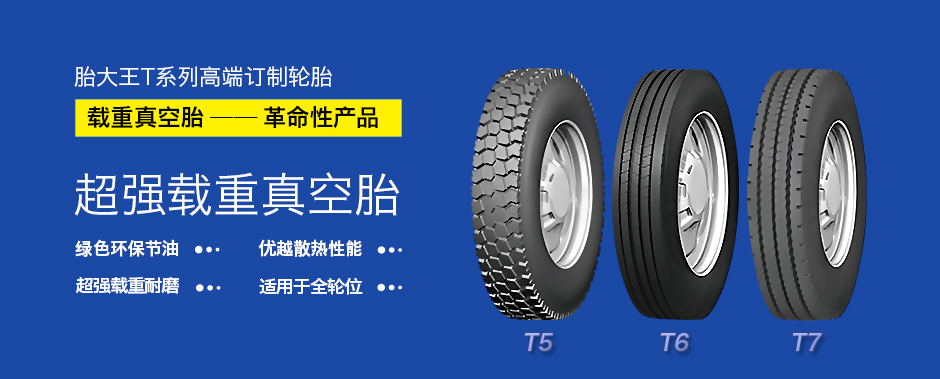 胎大王T系列高端订制轮胎
载重真空胎 —— 革命性产品
超强载重真空胎
绿色环保节油 ●●● 优越散热性能 ●●●
超强载重耐磨 ●●● 适用于全轮位 ●●●
T5 T6 T7